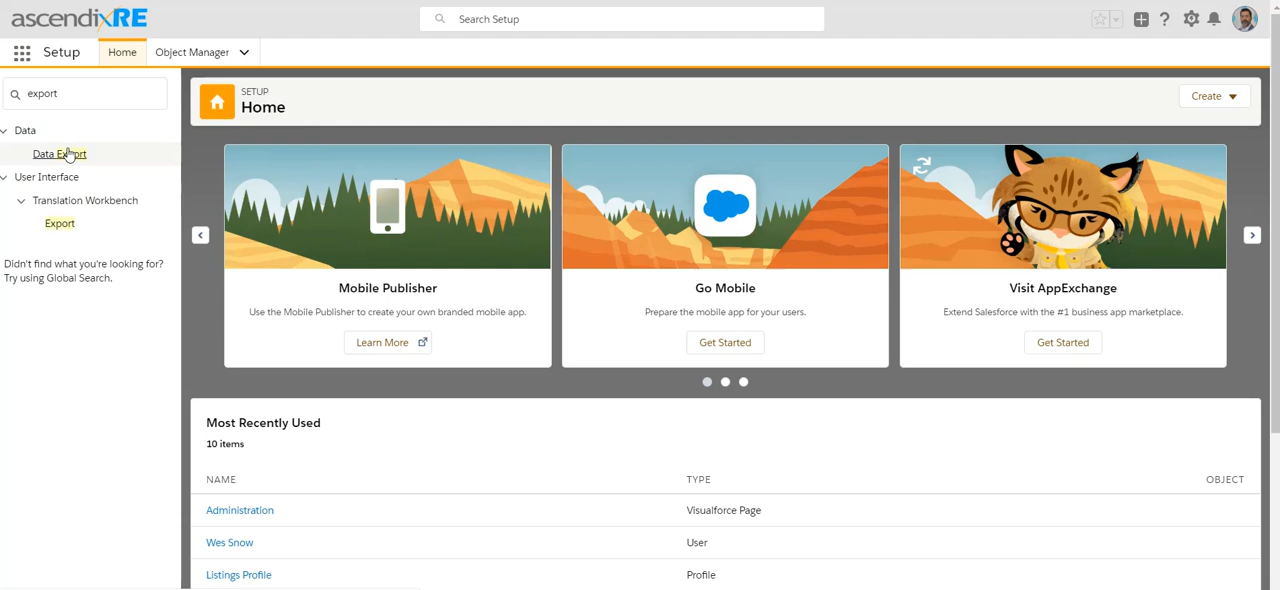 ascendixRE
Search Setup
Setup
Home
Object Manager
export
Data
Data Export
User Interface
Translation Workbench
Export
Didn't find what you're looking for?
Try using Global Search.
SETUP
Home
Create
Mobile Publisher
Use the Mobile Publisher to create your own branded mobile app.
Learn More
Go Mobile
Prepare the mobile app for your users.
Get Started
Visit AppExchange
Extend Salesforce with the #1 business app marketplace.
Get Started
Most Recently Used
10 items
NAME TYPE OBJECT
Administration Visualforce Page
Wes Snow User
Listings Profile Profile